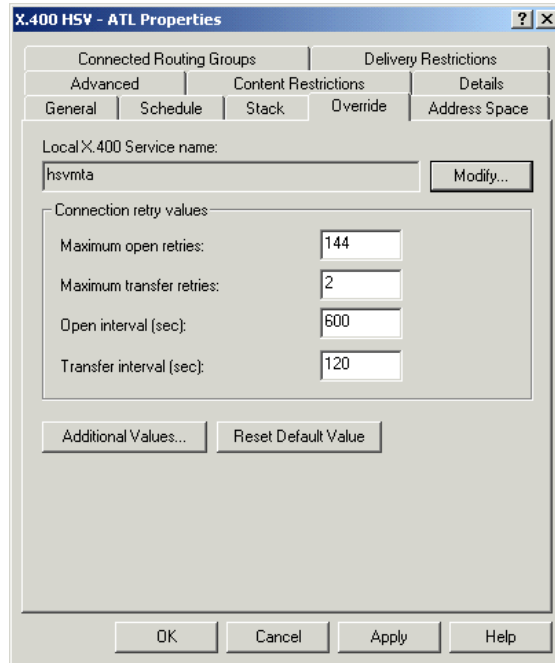 X.400 HSV - ATL Properties
Connected Routing Groups Delivery Restrictions
Advanced Content Restrictions Details
General Schedule Stack Override Address Space
Local X.400 Service name:
hsvmta Modify...
Connection retry values
Maximum open retries: 144
Maximum transfer retries: 2
Open interval (sec): 600
Transfer interval (sec): 120
Additional Values... Reset Default Value
OK Cancel Apply Help